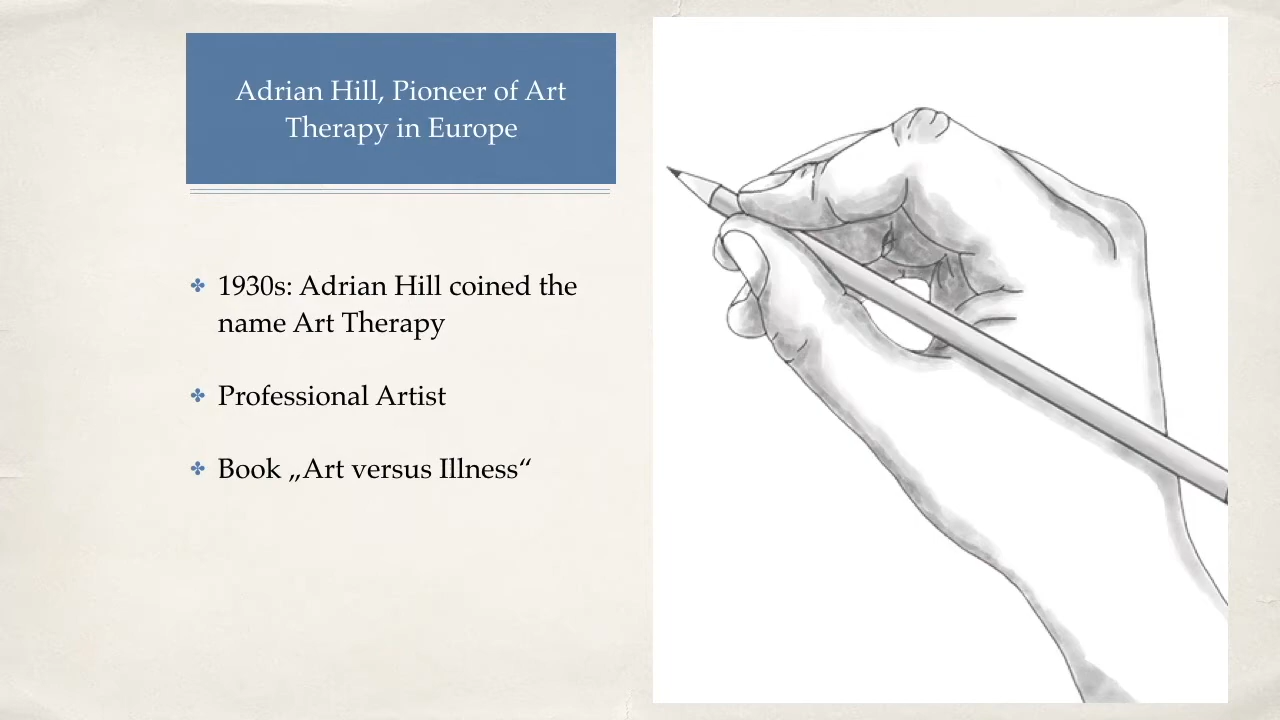 Adrian Hill, Pioneer of Art
Therapy in Europe
1930s: Adrian Hill coined the
name Art Therapy
Professional Artist
Book „Art versus Illness“